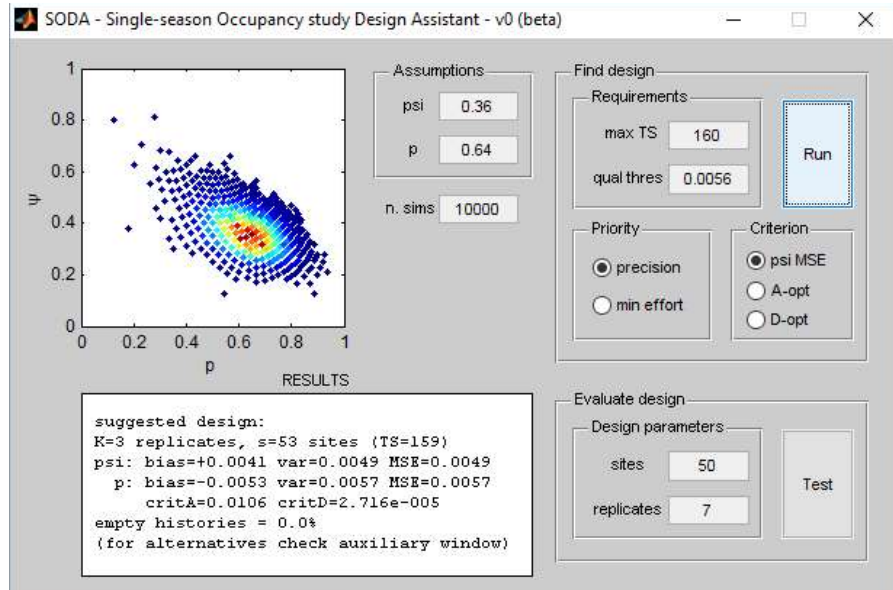 SODA - Single-season Occupancy study Design Assistant - v0 (beta)
1
0.8
0.6
0.4
0.2
0
ψ
0 0.2 0.4 0.6 0.8 1
p
Assumptions
psi 0.36
p 0.64
n. sims 10000
Find design
Requirements
max TS 160
qual thres 0.0056
Run
Priority
precision
min effort
Criterion
psi MSE
A-opt
D-opt
RESULTS
suggested design:
K=3 replicates, s=53 sites (TS=159)
psi: bias=+0.0041 var=0.0049 MSE=0.0049
p: bias=-0.0053 var=0.0057 MSE=0.0057
critA=0.0106 critD=2.716e-005
empty histories = 0.0%
(for alternatives check auxiliary window)
Evaluate design
Design parameters
sites 50
replicates 7
Test